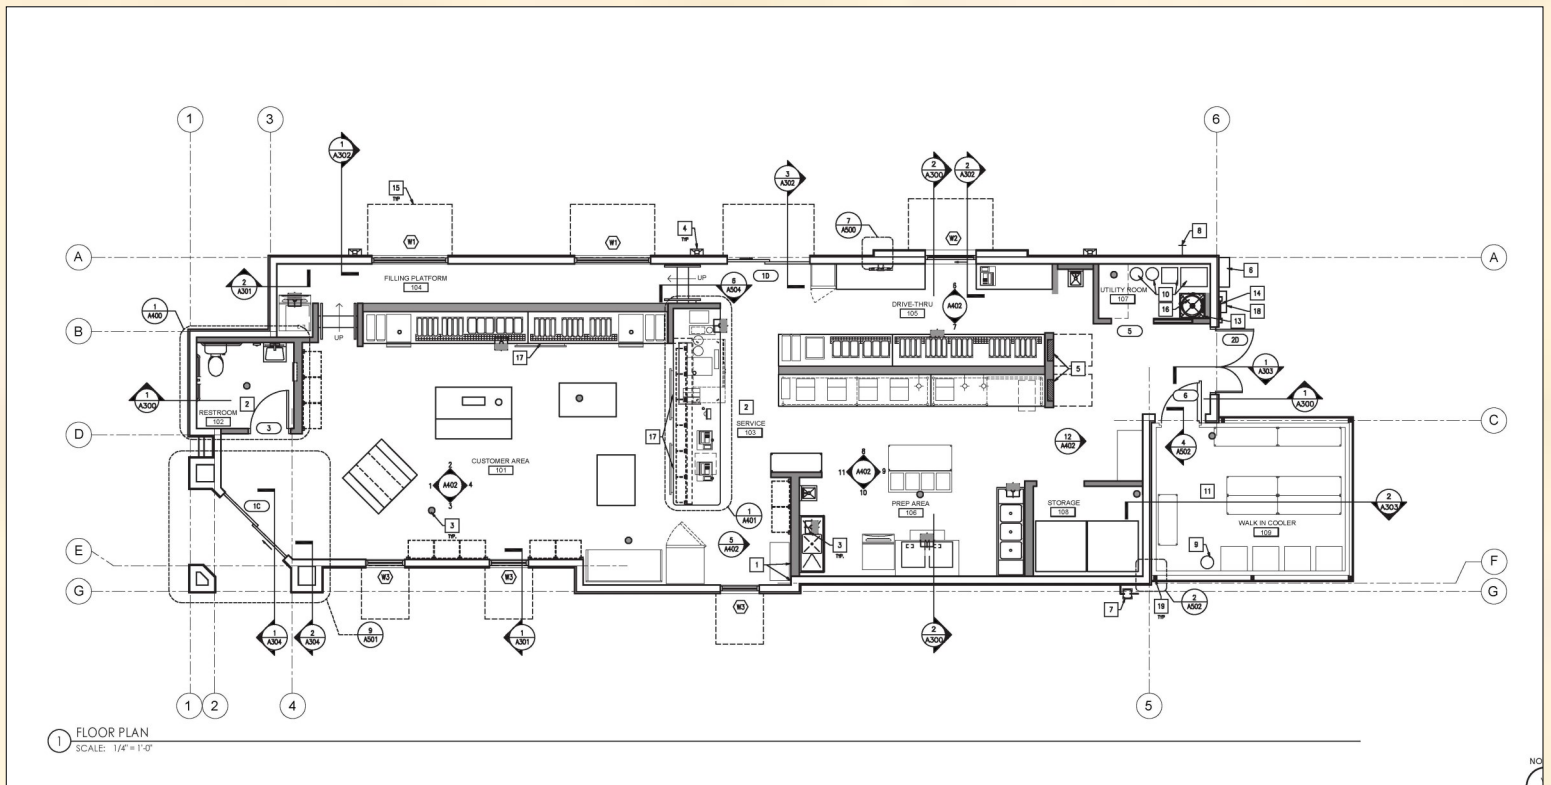 1
3
6
1
A302
15
TYP
3
A302
2
A300
2
A302
4
TYP
7
A500
8
W1
W1
W2
A
A
FILLING PLATFORM
104
UP
1D
2
A301
6
A504
6
DRIVE-THRU
105
A402
6
7
UTILITY ROOM
107
10
16
14
18
13
1
A400
B
UP
17
5
2D
5
1
A303
1
A300
6
1
A300
2
RESTROOM
102
3
17
2
SERVICE
103
C
D
12
A402
4
A502
CUSTOMER AREA
101
2
1
A402
4
3
8
11
A402
9
10
11
1C
3
TYP.
1
A401
PREP AREA
106
STORAGE
108
2
A303
WALK IN COOLER
109
5
A402
3
TYP.
9
E
1
F
W3
W3
W3
G
G
7
19
TYP
2
A502
1
A304
2
A304
9
A501
1
A301
2
A300
1
2
4
5
1
FLOOR PLAN
SCALE: 1/4" = 1'-0"
NO